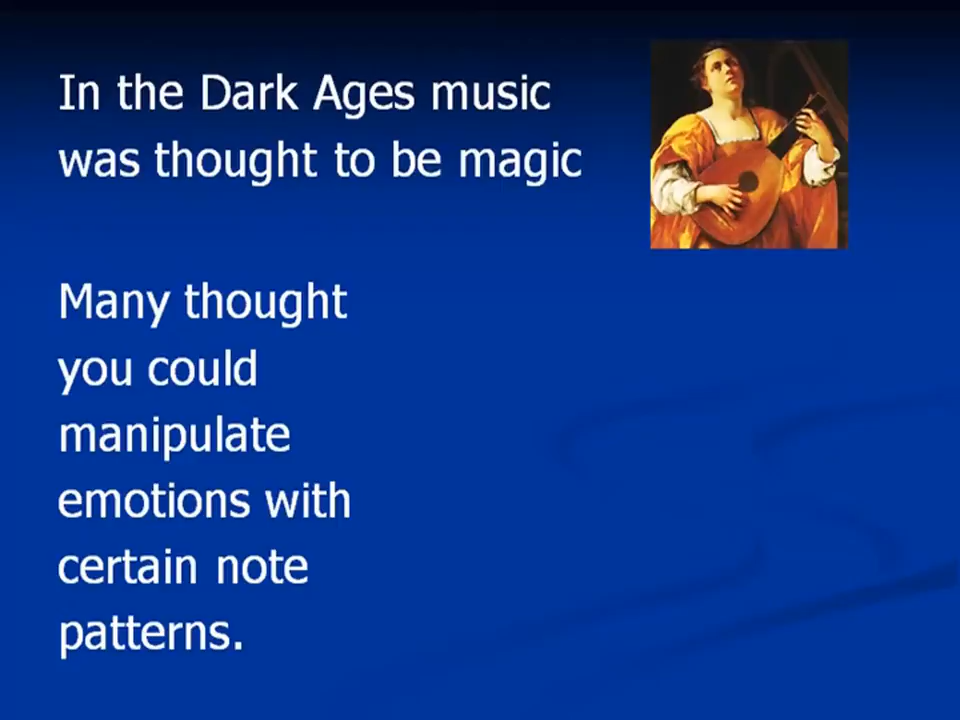 In the Dark Ages music
was thought to be magic
Many thought
you could
manipulate
emotions with
certain note
patterns.